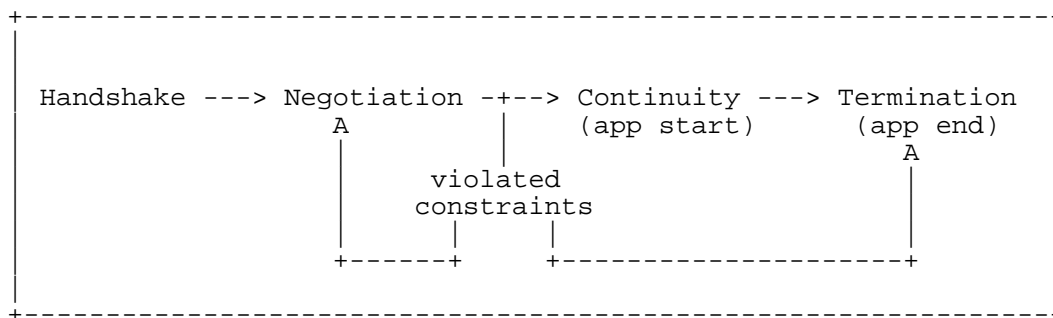 +----------------------------------------------------------------
|
|
| Handshake ---> Negotiation -+--> Continuity ---> Termination
| A | (app start) (app end)
| | | A
| | violated |
| | constraints |
| | | | |
| +------+ +---------------------+
|
|
+----------------------------------------------------------------